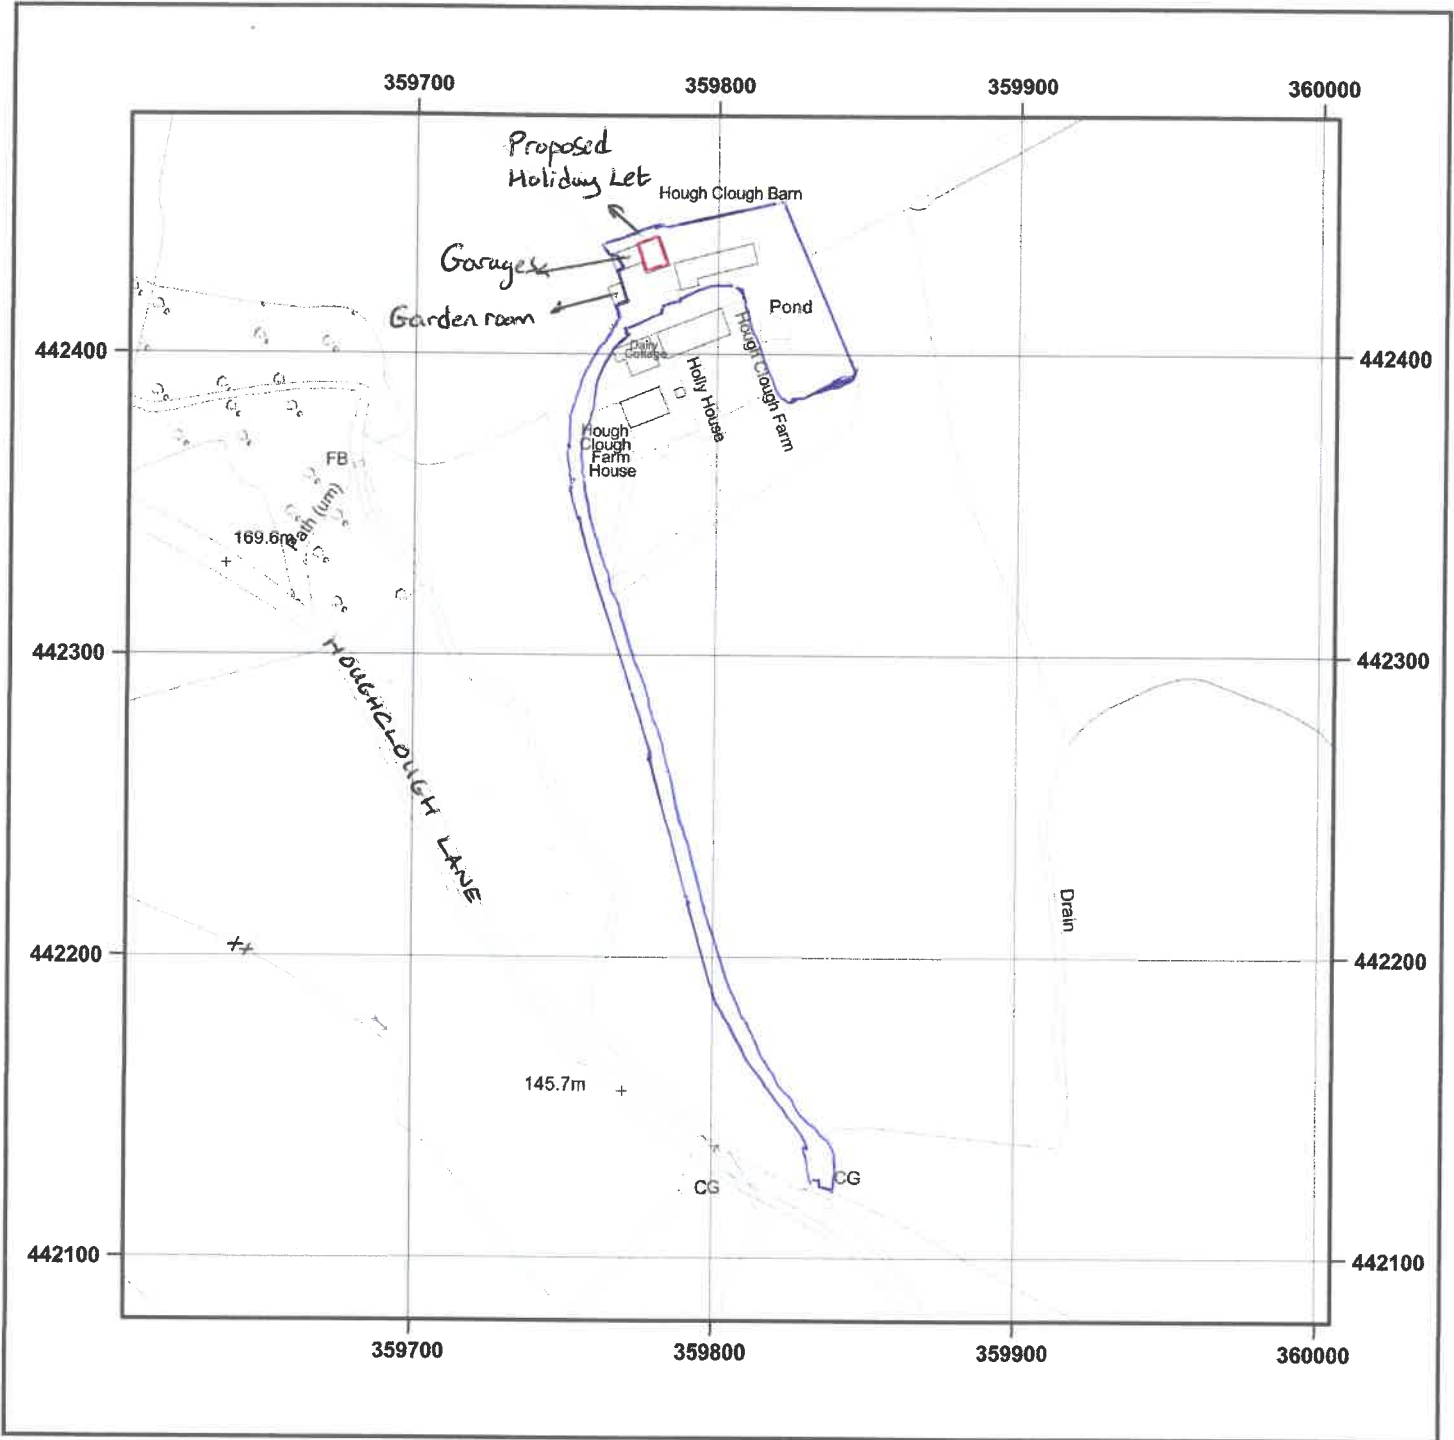 359700
359800
359900
360000
Proposed
Holiday Let
Hough Clough Barn
Garages
Garden room
Pond
442400
442400
Dairy
Cottage
Holly House
Hough Clough Farm
Hough
Clough
Farm
House
FB
Path (um)
169.6m
442300
442300
HOUGHCLOUGH LANE
Drain
442200
442200
145.7m
CG
CG
442100
442100
359700
359800
359900
360000